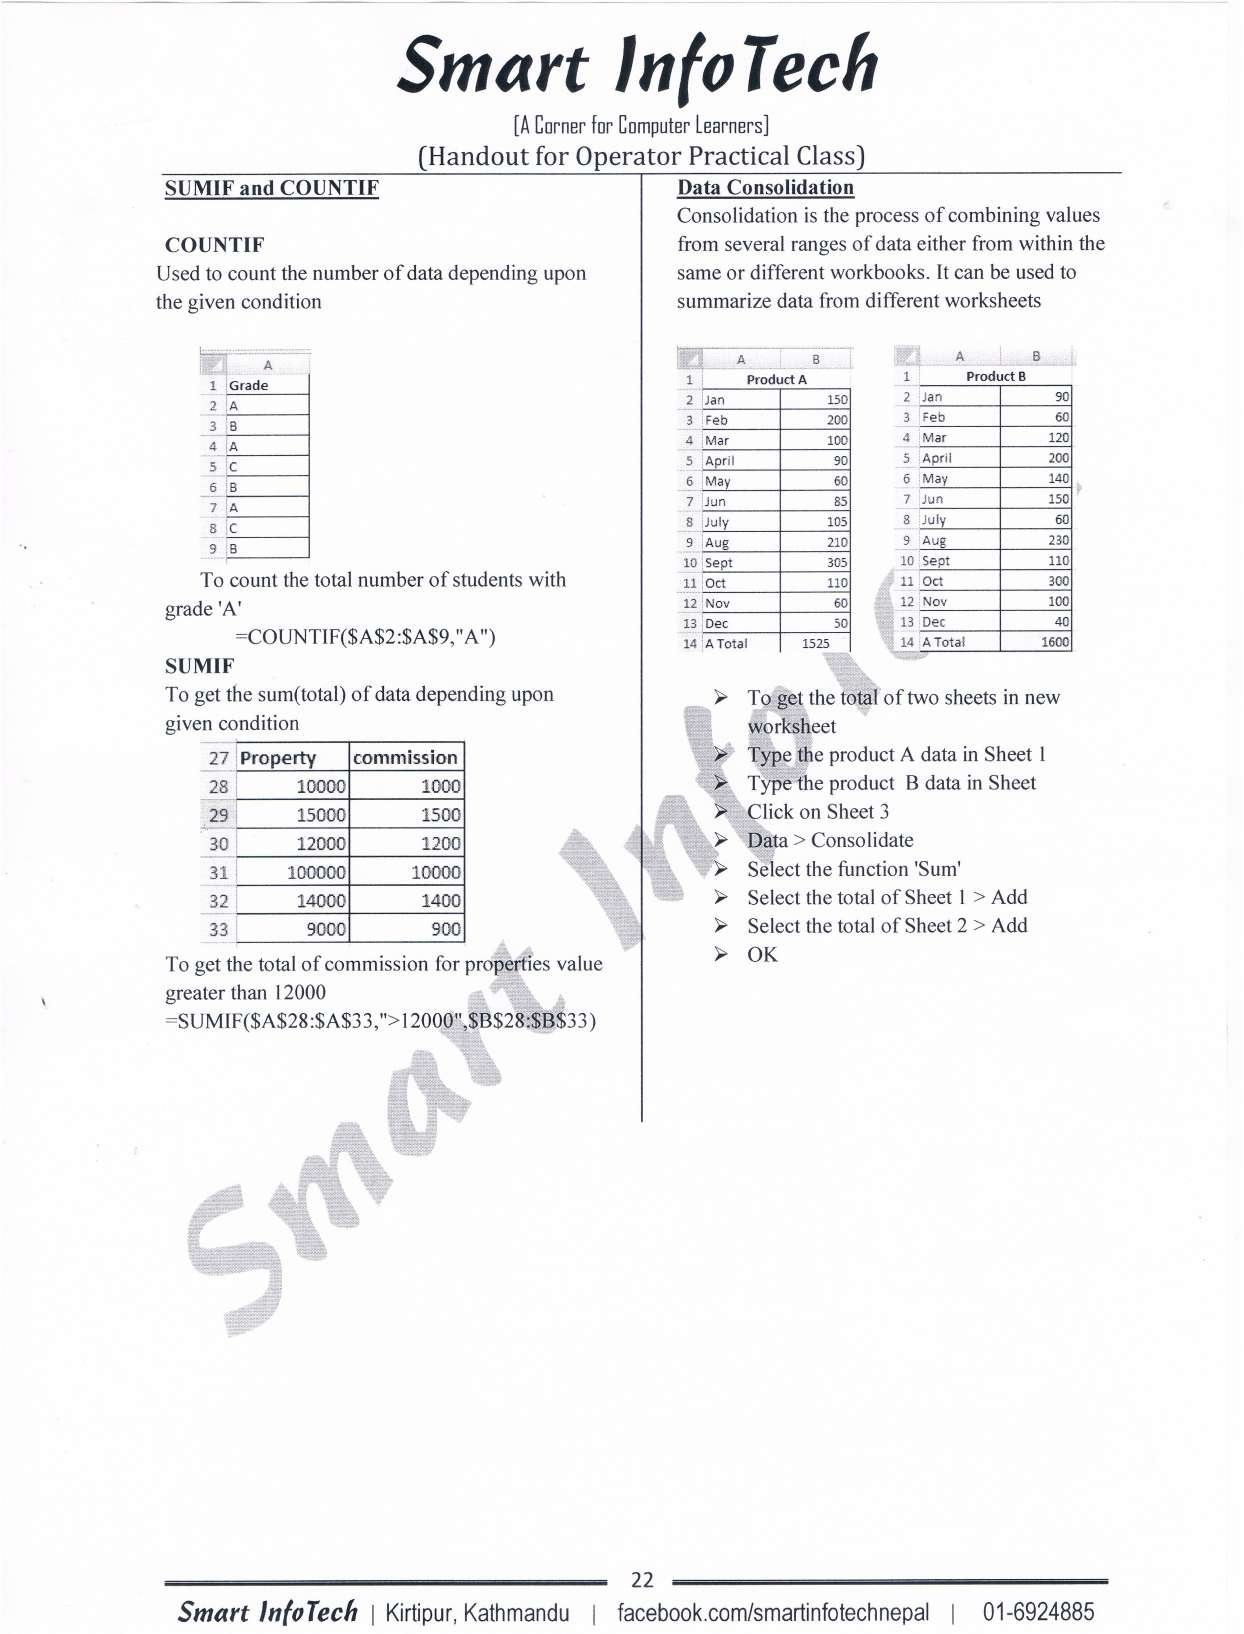 Smart InfoTech
[A Corner for Computer Learners]
(Handout for Operator Practical Class)
SUMIF and COUNTIF
COUNTIF
Used to count the number of data depending upon
the given condition
A
1 Grade
2 A
3 B
4 A
5 C
6 B
7 A
8 C
9 B
To count the total number of students with
grade 'A'
=COUNTIF($A$2:$A$9,"A")
SUMIF
To get the sum(total) of data depending upon
given condition
27 Property commission
28 10000 1000
29 15000 1500
30 12000 1200
31 100000 10000
32 14000 1400
33 9000 900
To get the total of commission for properties value
greater than 12000
=SUMIF($A$28:$A$33,">12000",$B$28:$B$33)
Data Consolidation
Consolidation is the process of combining values
from several ranges of data either from within the
same or different workbooks. It can be used to
summarize data from different worksheets
A B
1 Product A
2 Jan 150
3 Feb 200
4 Mar 100
5 April 90
6 May 60
7 Jun 85
8 July 105
9 Aug 210
10 Sept 305
11 Oct 110
12 Nov 60
13 Dec 50
14 A Total 1525
A B
1 Product B
2 Jan 90
3 Feb 60
4 Mar 120
5 April 200
6 May 140
7 Jun 150
8 July 60
9 Aug 230
10 Sept 110
11 Oct 300
12 Nov 100
13 Dec 40
14 A Total 1600
➢ To get the total of two sheets in new
worksheet
➢ Type the product A data in Sheet 1
➢ Type the product B data in Sheet
➢ Click on Sheet 3
➢ Data > Consolidate
➢ Select the function 'Sum'
➢ Select the total of Sheet 1 > Add
➢ Select the total of Sheet 2 > Add
➢ OK
Smart Info
22
Smart InfoTech | Kirtipur, Kathmandu | facebook.com/smartinfotechnepal | 01-6924885